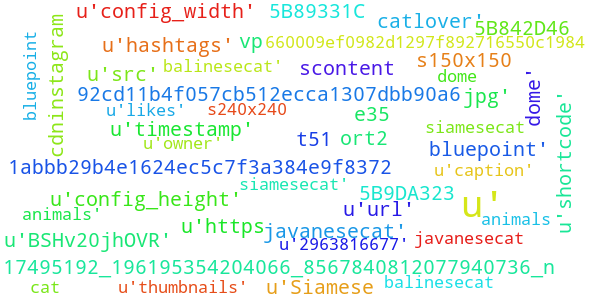 u'config_width'
5B89331C
catlover'
5B842D46
bluepoint
cdninstagram
u'hashtags'
vp
660009ef0982d1297f892716550c1984
u'src'
balinesecat'
scontent
s150x150
dome
dome'
92cd11b4f057cb512ecca1307dbb90a6
jpg'
u'likes'
s240x240
e35
u'shortcode'
u'timestamp'
siamesecat
u'owner'
t51
ort2
bluepoint'
1abbb29b4e1624ec5c7f3a384e9f8372
u'caption'
siamesecat'
u'config_height'
5B9DA323
u'
animals'
u'url'
animals
u'https
javanesecat'
u'BSHv20jhOVR'
u'2963816677'
javanesecat
17495192_196195354204066_8567840812077940736_n
cat
u'thumbnails'
u'Siamese
balinesecat